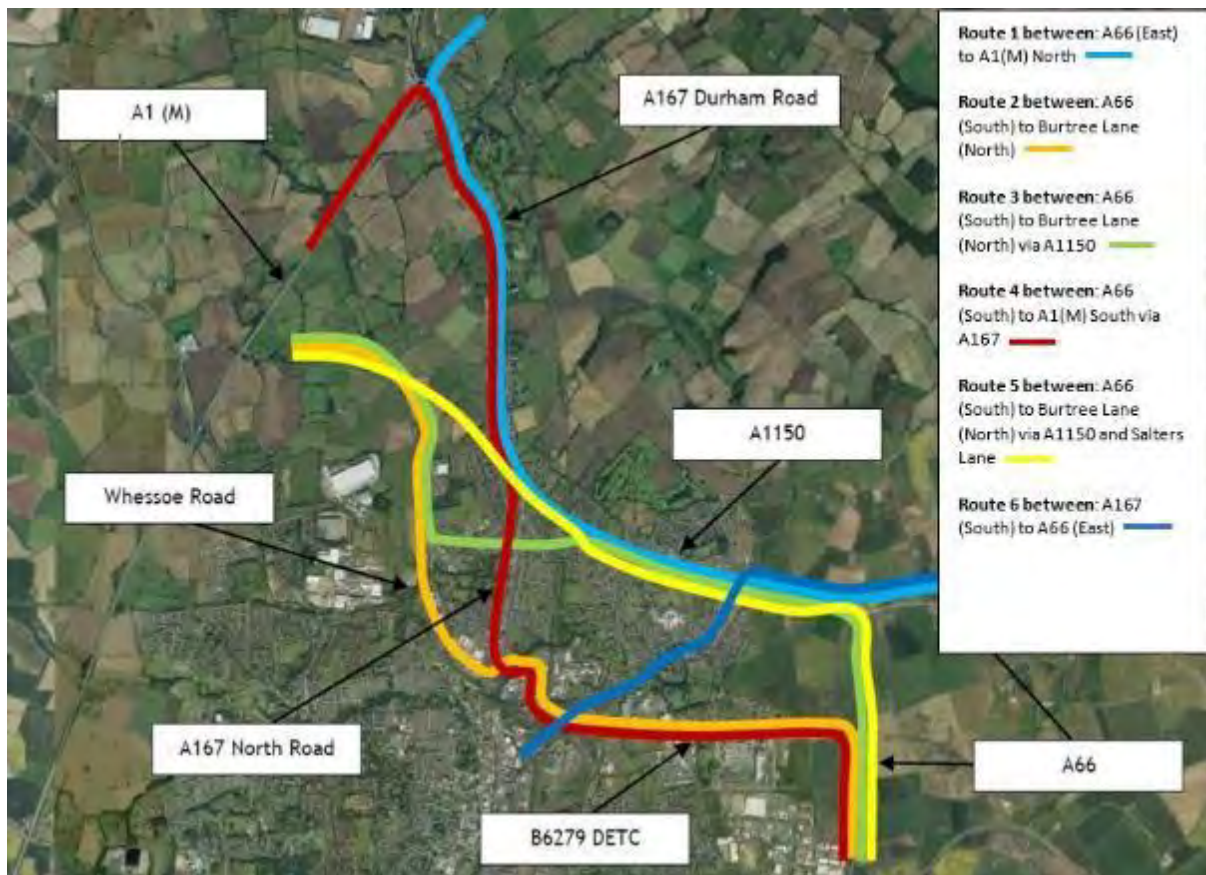 A1 (M)
A167 Durham Road
A1150
Whessoe Road
A167 North Road
B6279 DETC
A66
Route 1 between: A66 (East)
to A1(M) North
Route 2 between: A66
(South) to Burtree Lane
(North)
Route 3 between: A66
(South) to Burtree Lane
(North) via A1150
Route 4 between: A66
(South) to A1(M) South via
A167
Route 5 between: A66
(South) to Burtree Lane
(North) via A1150 and Salters
Lane
Route 6 between: A167
(South) to A66 (East)